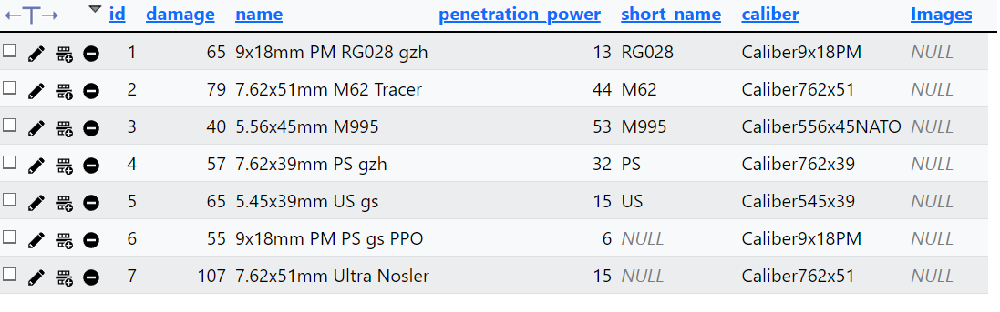 ←T→ id damage name penetration_power short_name caliber Images
1 65 9x18mm PM RG028 gzh 13 RG028 Caliber9x18PM NULL
2 79 7.62x51mm M62 Tracer 44 M62 Caliber762x51 NULL
3 40 5.56x45mm M995 53 M995 Caliber556x45NATO NULL
4 57 7.62x39mm PS gzh 32 PS Caliber762x39 NULL
5 65 5.45x39mm US gs 15 US Caliber545x39 NULL
6 55 9x18mm PM PS gs PPO 6 NULL Caliber9x18PM NULL
7 107 7.62x51mm Ultra Nosler 15 NULL Caliber762x51 NULL